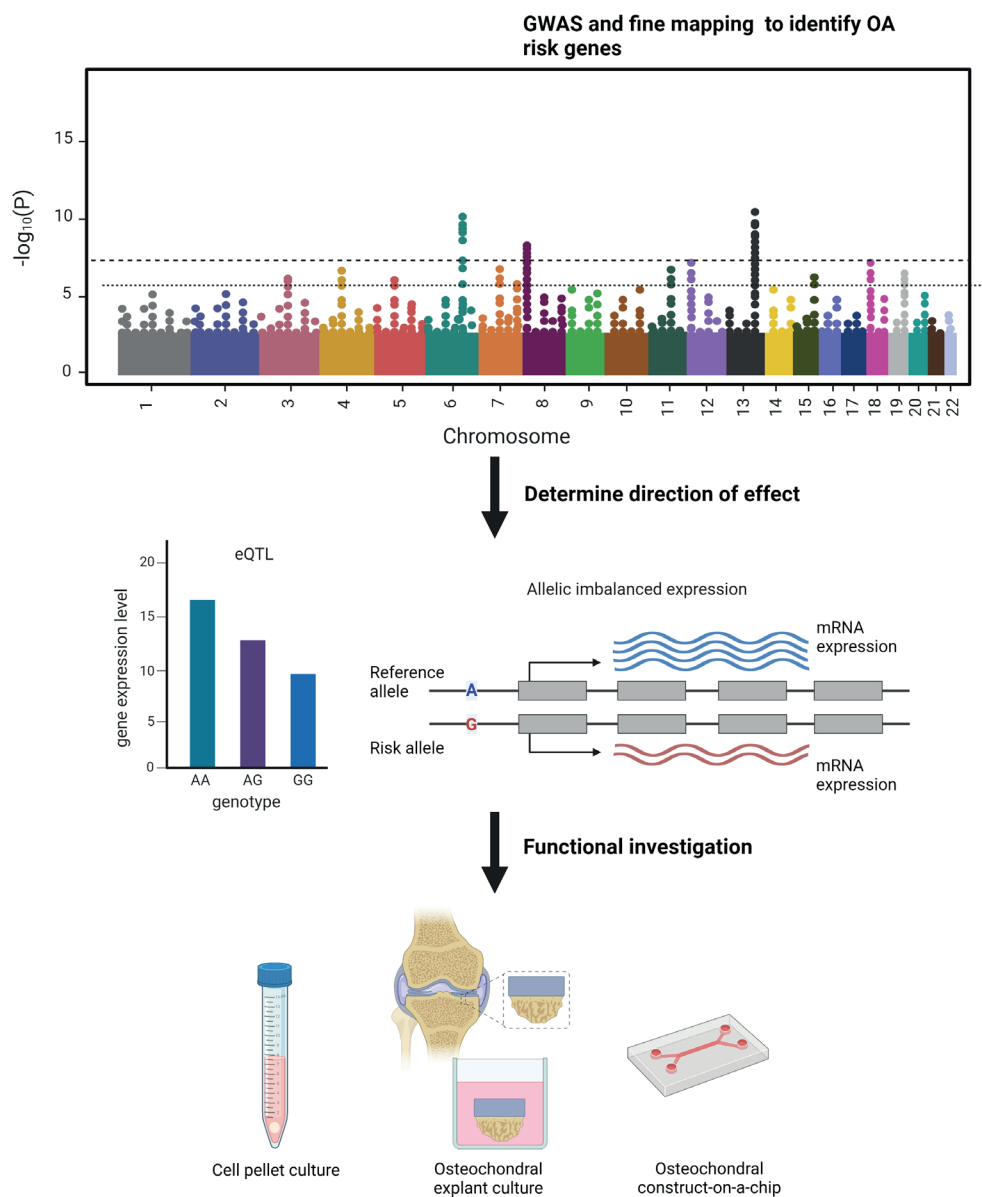 GWAS and fine mapping  to identify OA
risk genes
-log10(P)
15
10
5
0
1
2
3
4
5
6
7
8
9
10
11
12
13
14
15
16
17
18
19
20
21
22
Chromosome
Determine direction of effect
eQTL
gene expression level
20
15
10
5
0
AA
AG
GG
genotype
Allelic imbalanced expression
mRNA
expression
Reference
allele
A
G
Risk allele
mRNA
expression
Functional investigation
Cell pellet culture
Osteochondral
explant culture
Osteochondral
construct-on-a-chip